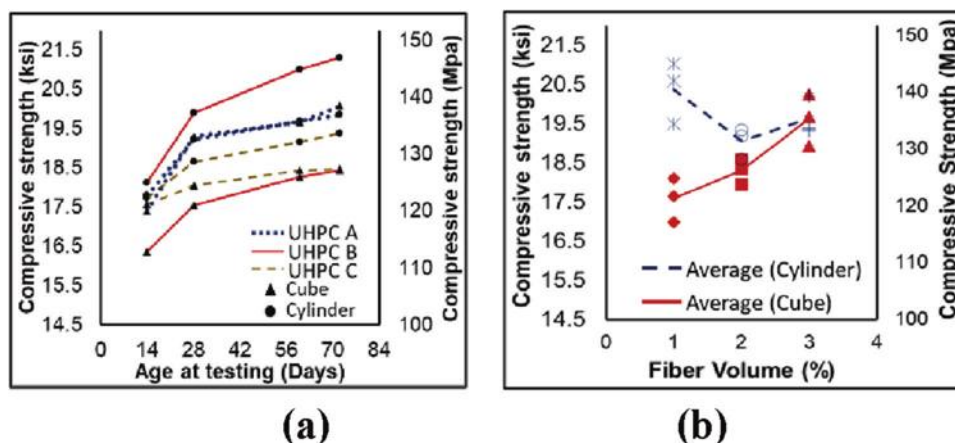 (a)
Compressive strength (ksi)
21.5
20.5
19.5
18.5
17.5
16.5
15.5
14.5
UHPC A
UHPC B
UHPC C
Cube
Cylinder
150
140
130
120
110
100
Compressive strength (Mpa)
0 14 28 42 56 70 84
Age at testing (Days)
(b)
Compressive strength (ksi)
21.5
20.5
19.5
18.5
17.5
16.5
15.5
14.5
Average (Cylinder)
Average (Cube)
150
140
130
120
110
100
Compressive Strength (MPa)
0 1 2 3 4
Fiber Volume (%)
(a)
(b)